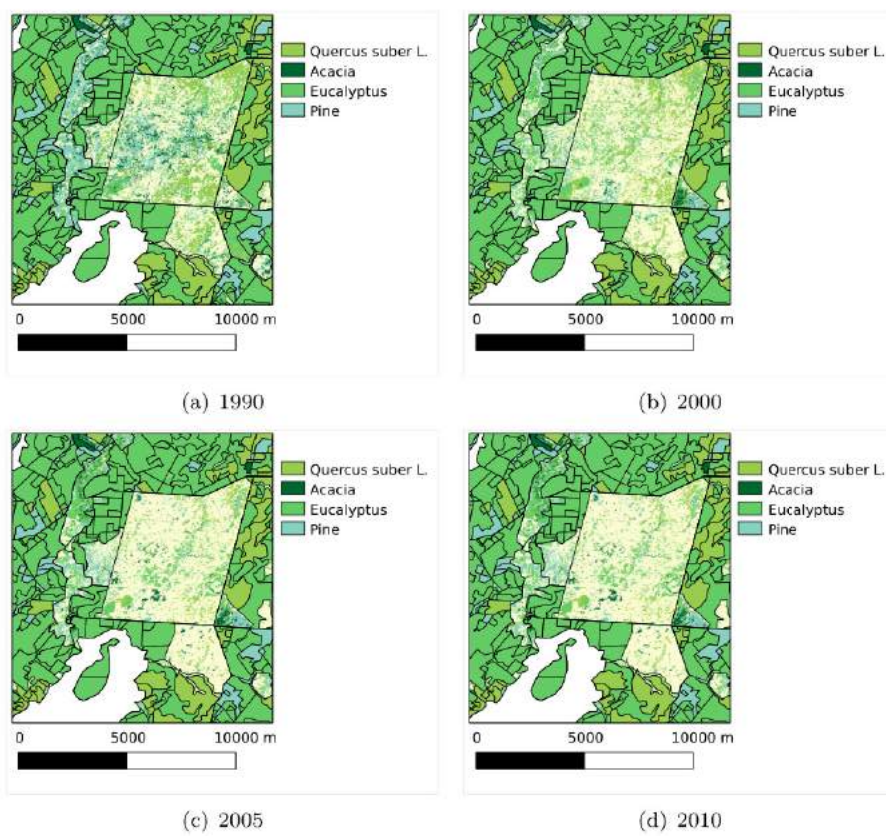 Quercus suber L.
Acacia
Eucalyptus
Pine
0 5000 10000 m
(a) 1990
Quercus suber L.
Acacia
Eucalyptus
Pine
0 5000 10000 m
(b) 2000
Quercus suber L.
Acacia
Eucalyptus
Pine
0 5000 10000 m
(c) 2005
Quercus suber L.
Acacia
Eucalyptus
Pine
0 5000 10000 m
(d) 2010